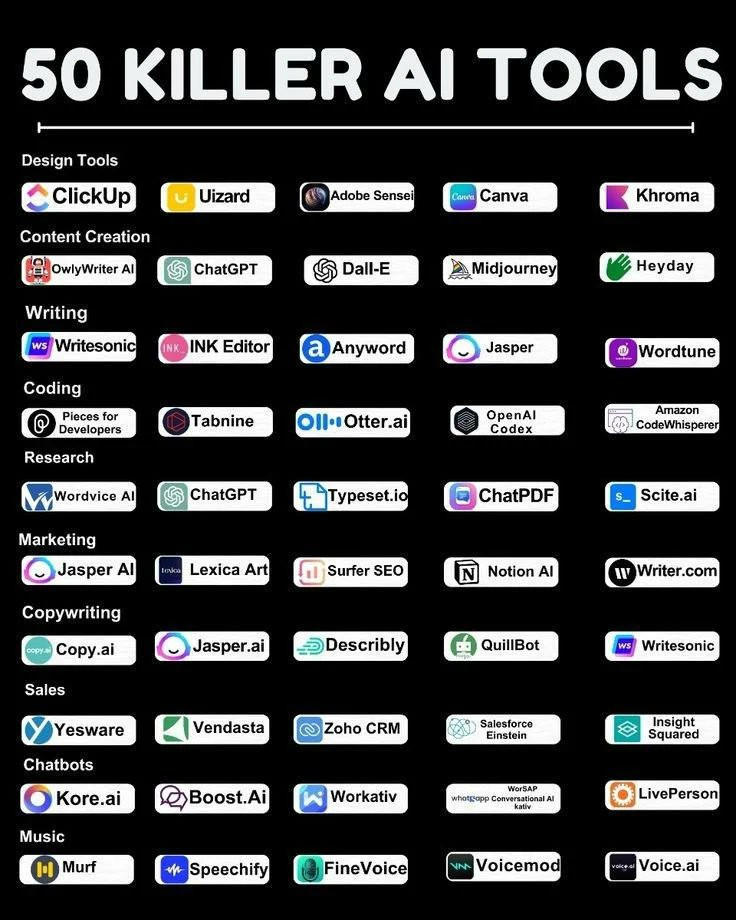 50 KILLER AI TOOLS
Design Tools
ClickUp
Uizard
Adobe Sensei
Canva Canva
Khroma
Content Creation
OwlyWriter AI
ChatGPT
Dall-E
Midjourney
Heyday
Writing
WS Writesonic
INK_ INK Editor
a Anyword
Jasper
Wordtune
Coding
Pieces for
Developers
Tabnine
Otter.ai
OpenAI
Codex
Amazon
CodeWhisperer
Research
Wordvice AI
ChatGPT
Typeset.io
ChatPDF
s_ Scite.ai
Marketing
Jasper AI
Lexica Lexica Art
Surfer SEO
N Notion AI
W Writer.com
Copywriting
copy.ai Copy.ai
Jasper.ai
Describly
QuillBot
WS Writesonic
Sales
Yesware
Vendasta
Zoho CRM
Salesforce
Einstein
Insight
Squared
Chatbots
Kore.ai
Boost.Ai
Workativ
WorSAP
Conversational AI
kativ
LivePerson
Music
Murf
Speechify
FineVoice
VM Voicemod
voice.ai Voice.ai